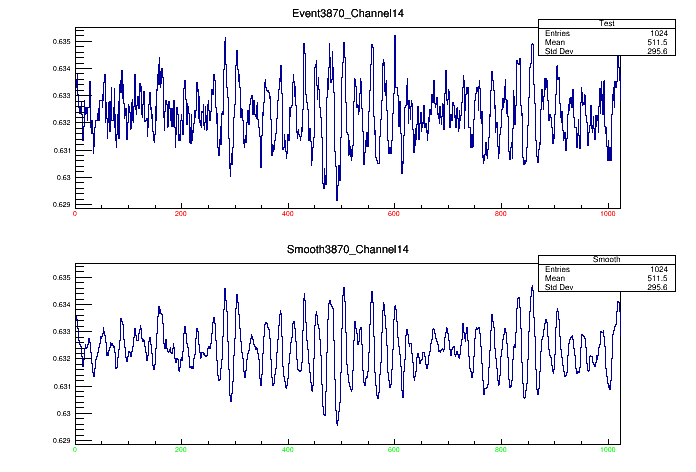 Event3870_Channel14
Test
Entries 1024
Mean 511.5
Std Dev 295.6
0.635
0.634
0.633
0.632
0.631
0.63
0.629
0 200 400 600 800 1000
Smooth3870_Channel14
Smooth
Entries 1024
Mean 511.5
Std Dev 295.6
0.635
0.634
0.633
0.632
0.631
0.63
0.629
0 200 400 600 800 1000